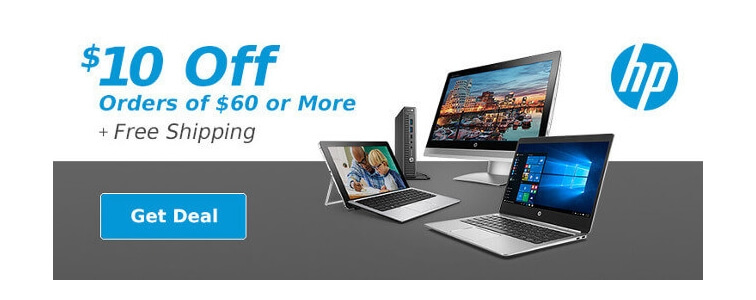 $10 Off
Orders of $60 or More
+ Free Shipping
Get Deal
hp